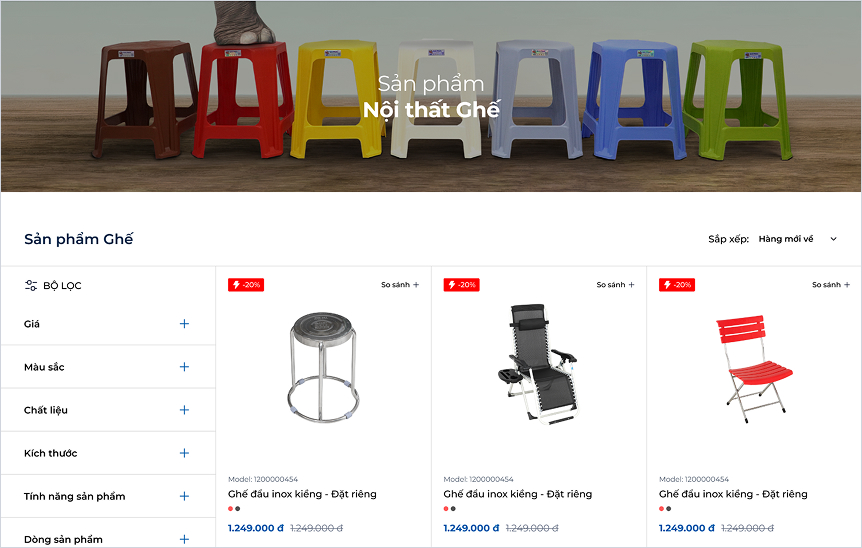 Sản phẩm
Nội thất Ghế
Sản phẩm Ghế
Sắp xếp: Hàng mới về
BỘ LỌC
Giá
Màu sắc
Chất liệu
Kích thước
Tính năng sản phẩm
Dòng sản phẩm
-20%
So sánh +
Model: 1200000454
Ghế đẩu inox kiềng - Đặt riêng
1.249.000 đ 1.249.000 đ
-20%
So sánh +
Model: 1200000454
Ghế đẩu inox kiềng - Đặt riêng
1.249.000 đ 1.249.000 đ
-20%
So sánh +
Model: 1200000454
Ghế đẩu inox kiềng - Đặt riêng
1.249.000 đ 1.249.000 đ